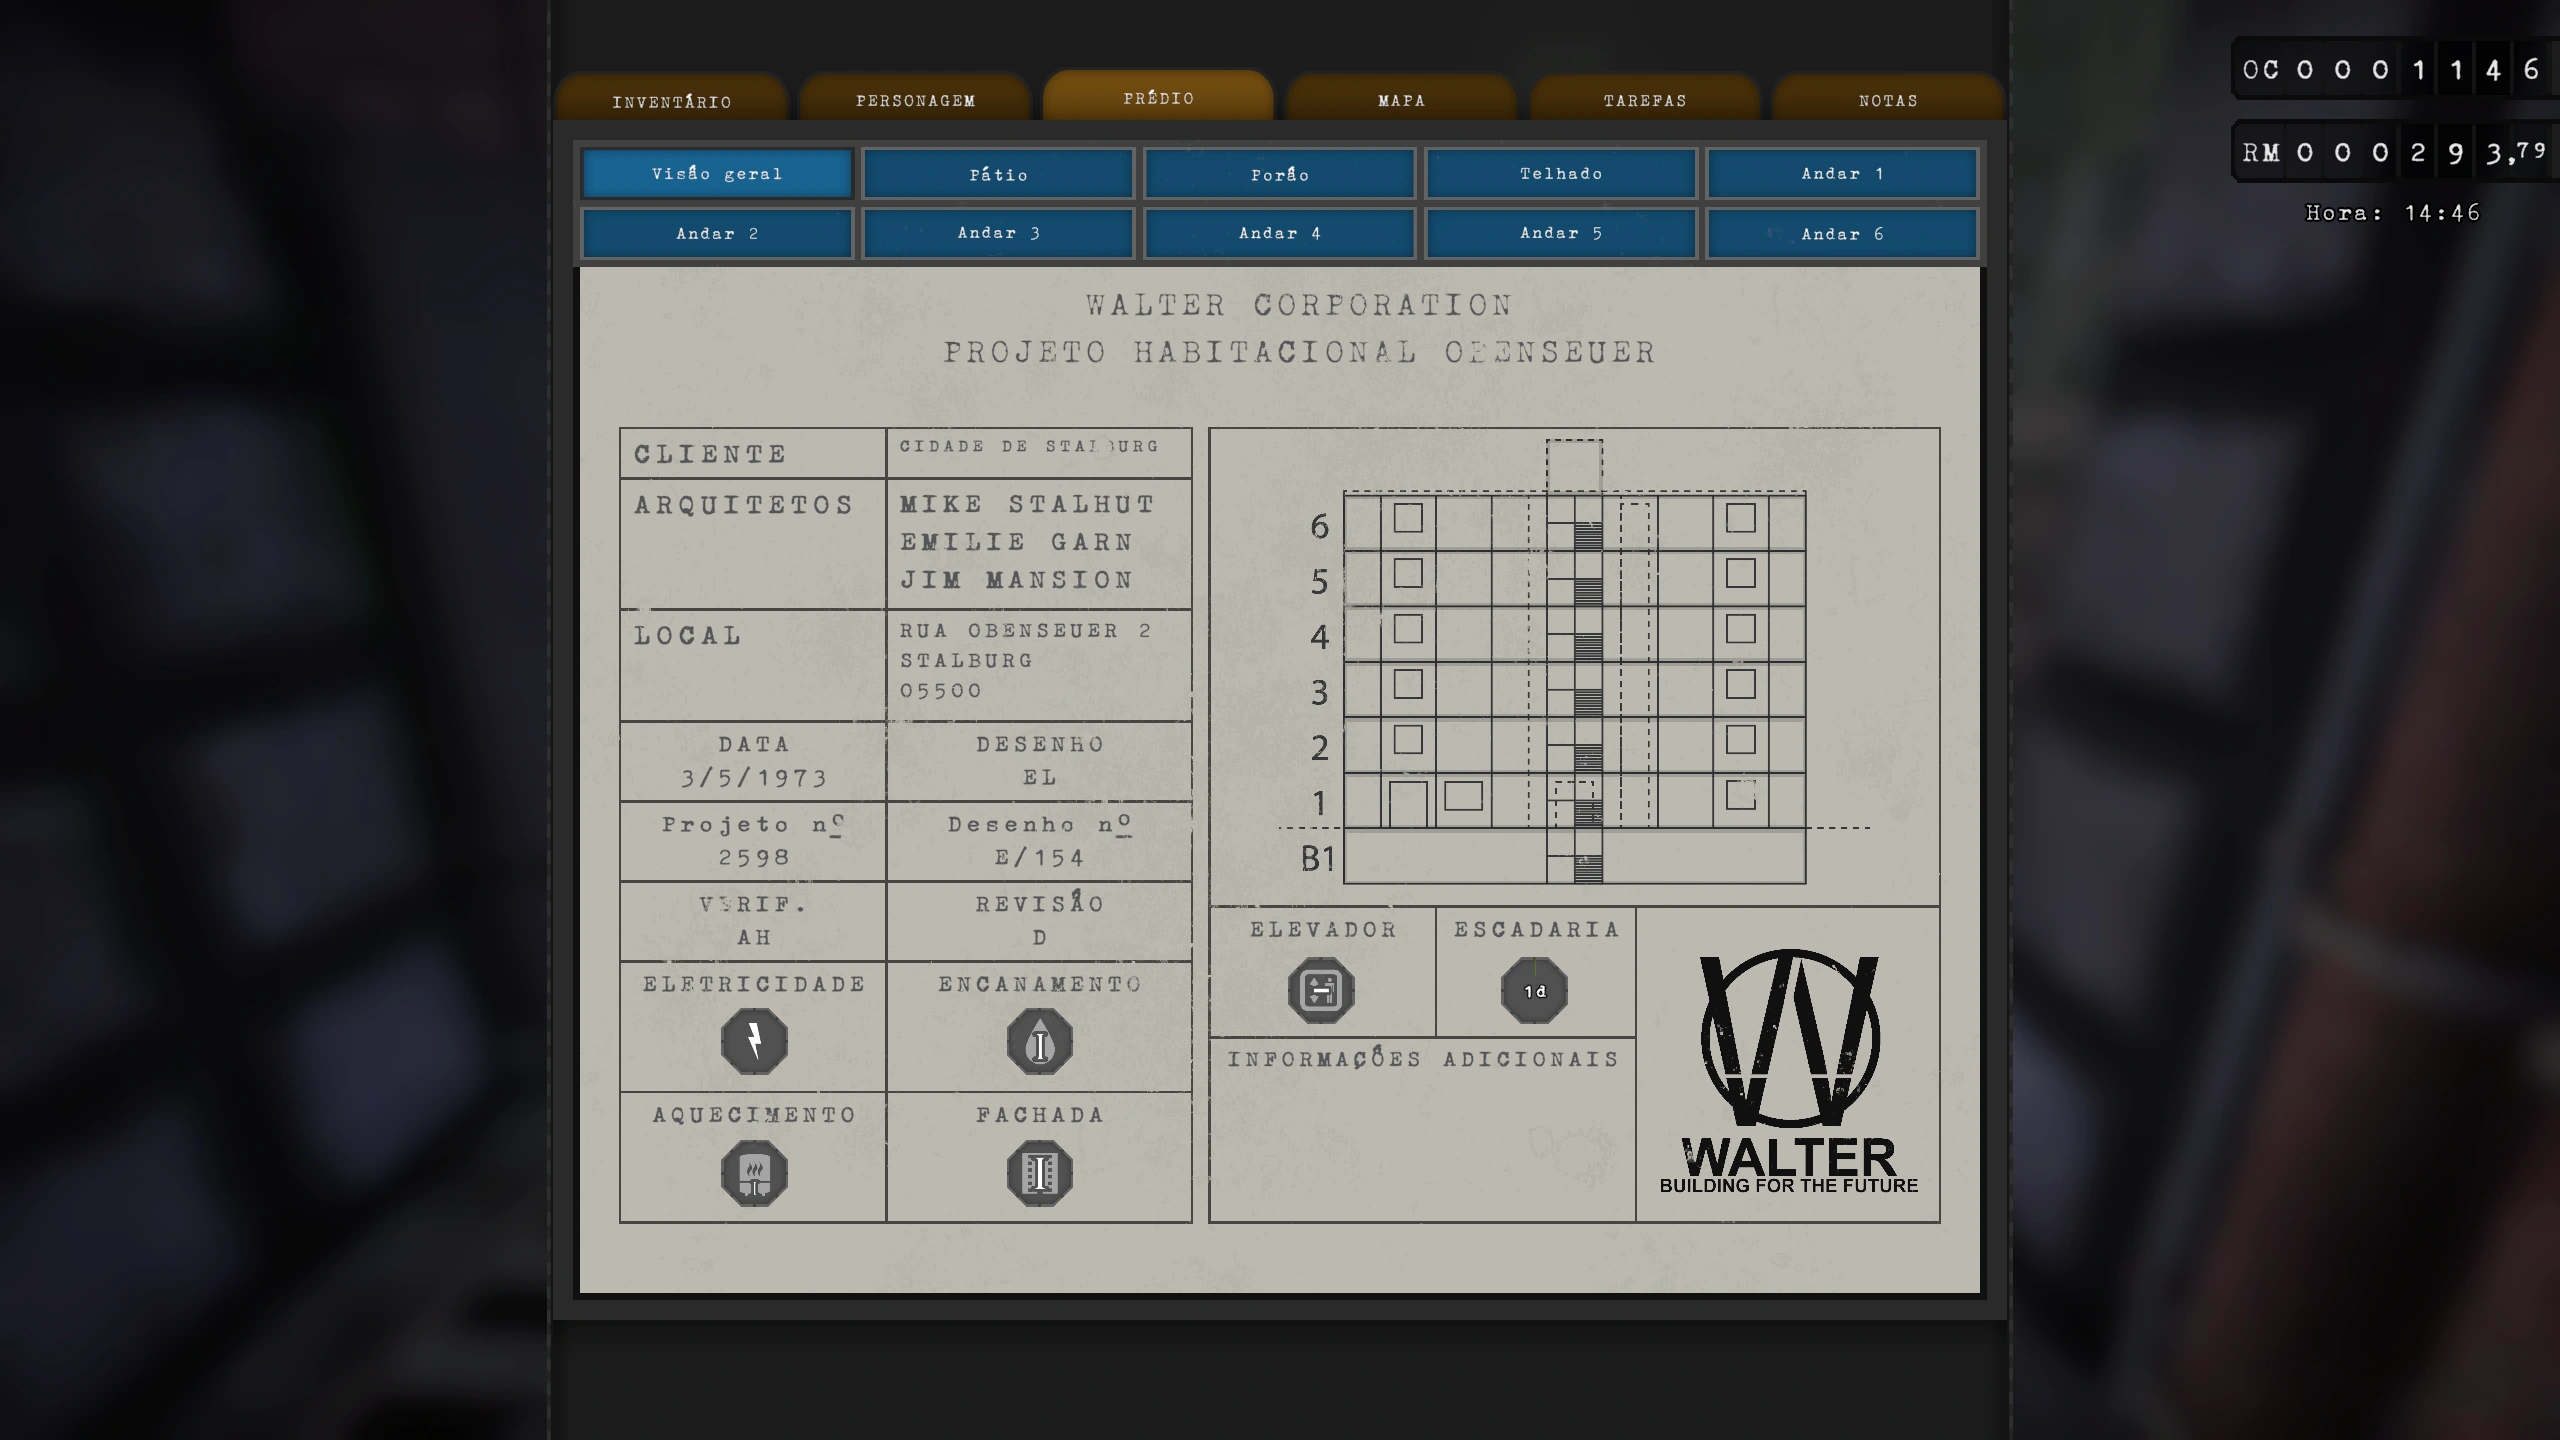 INVENTÁRIO PERSONAGEM PRÉDIO MAPA TAREFAS NOTAS
OC 0 0 0 1 1 4 6
RM 0 0 0 2 9 3,79
Hora: 14:46
Visão geral Pátio Porão Telhado Andar 1
Andar 2 Andar 3 Andar 4 Andar 5 Andar 6
WALTER CORPORATION
PROJETO HABITACIONAL OBENSEUER
CLIENTE
CIDADE DE STALBURG
ARQUITETOS
MIKE STALHUT
EMILIE GARN
JIM MANSION
LOCAL
RUA OBENSEUER 2
STALBURG
05500
DATA
3/5/1973
DESENHO
EL
Projeto nº
2598
Desenho nº
E/154
VERIF.
AH
REVISÃO
D
ELETRICIDADE
ENCANAMENTO
I
AQUECIMENTO
I
FACHADA
I
6
5
4
3
2
1
B1
ELEVADOR
ESCADARIA
1d
INFORMAÇÕES ADICIONAIS
W
WALTER
BUILDING FOR THE FUTURE